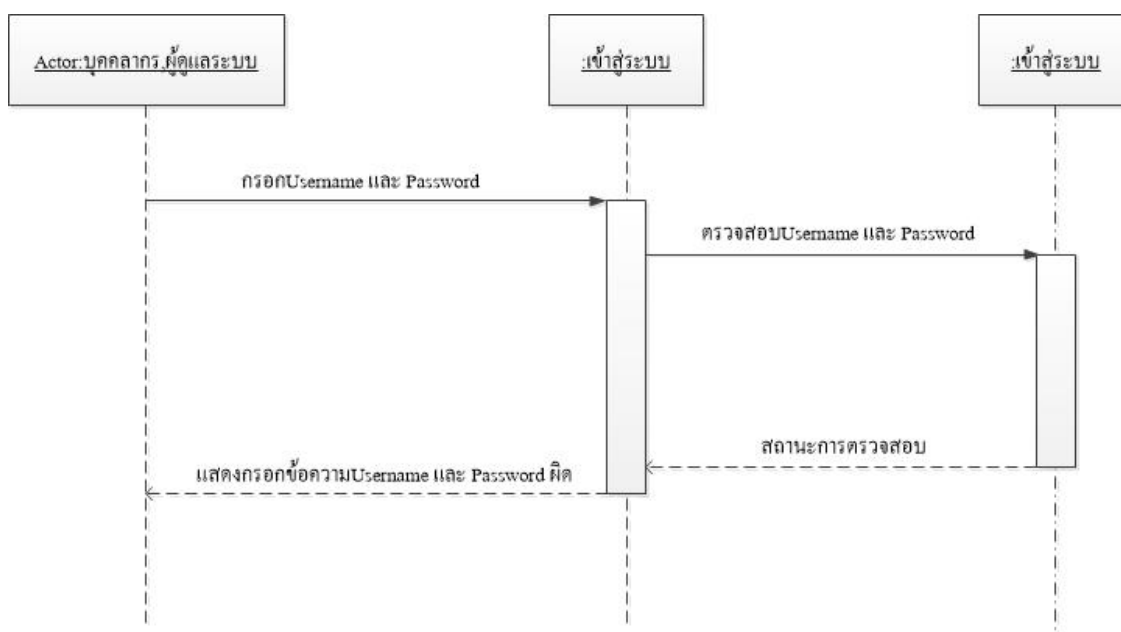 Actor:บุคคลากร,ผู้ดูแลระบบ
:เข้าสู่ระบบ
:เข้าสู่ระบบ
กรอกUsername และ Password
ตรวจสอบUsername และ Password
สถานะการตรวจสอบ
แสดงกรอกข้อความUsername และ Password ผิด